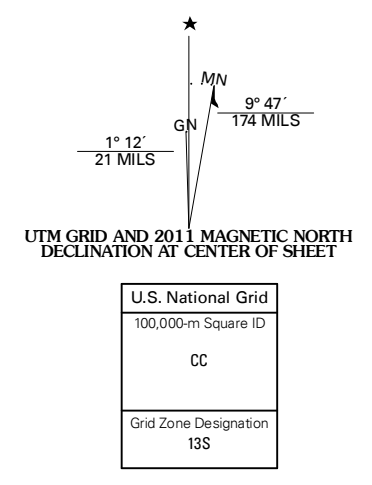 MN
9° 47´
174 MILS
GN
1° 12´
21 MILS
UTM GRID AND 2011 MAGNETIC NORTH
DECLINATION AT CENTER OF SHEET
U.S. National Grid
100,000-m Square ID
CC
Grid Zone Designation
13S